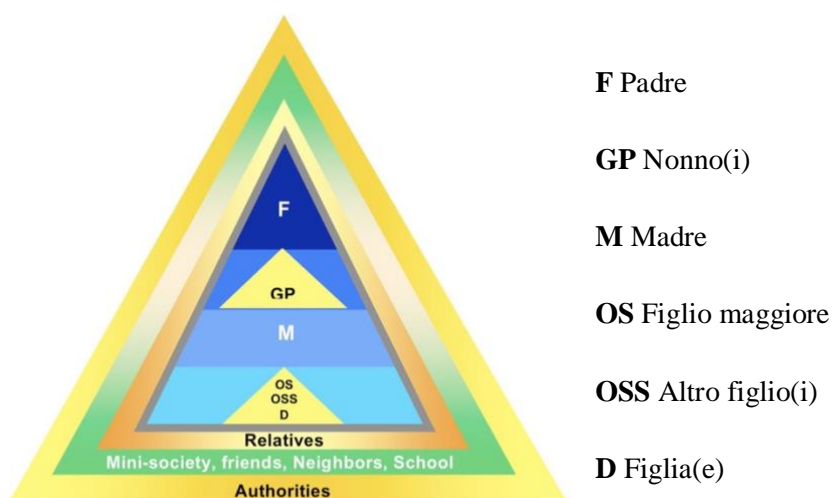 F
GP
M
OS
OSS
D
Relatives
Mini-society, friends, Neighbors, School
Authorities
F Padre
GP Nonno(i)
M Madre
OS Figlio maggiore
OSS Altro figlio(i)
D Figlia(e)